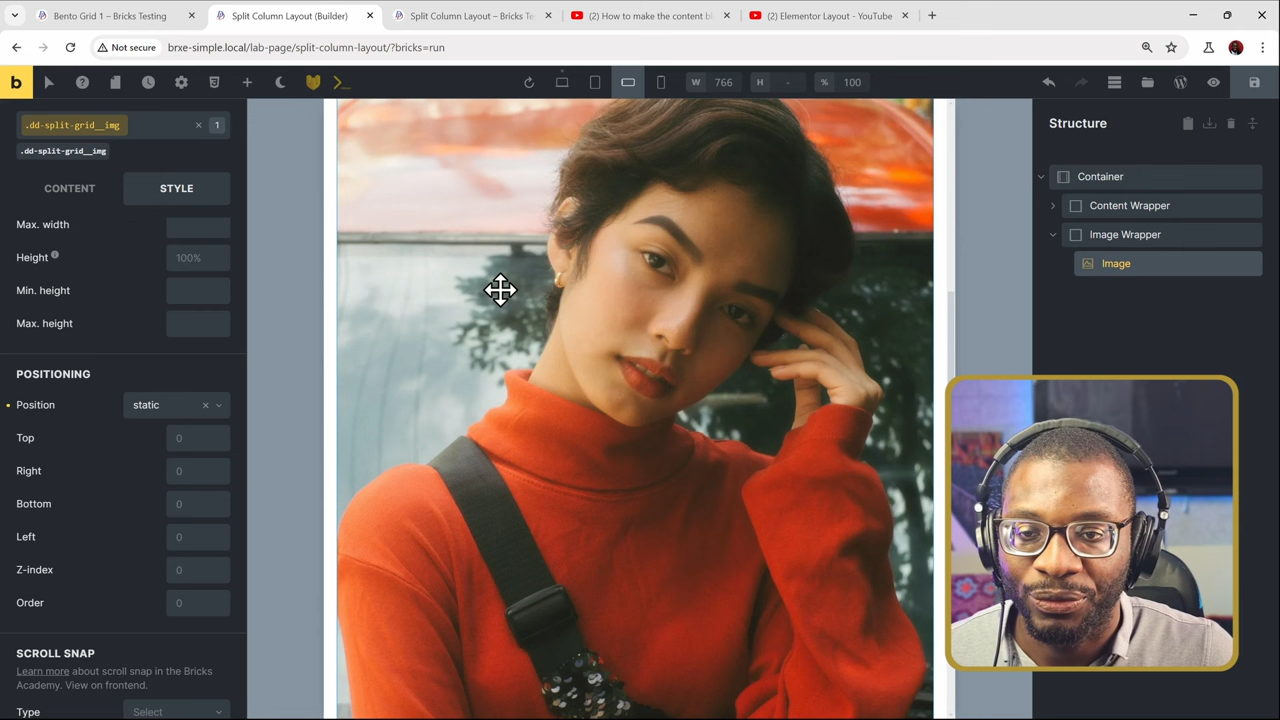 Bento Grid 1 – Bricks Testing
Split Column Layout (Builder)
Split Column Layout – Bricks Te
(2) How to make the content bl
(2) Elementor Layout - YouTube
Not secure
brxe-simple.local/lab-page/split-column-layout/?bricks=run
b
W 766
H -
% 100
.dd-split-grid__img
1
.dd-split-grid__img
CONTENT
STYLE
Max. width
Height
100%
Min. height
Max. height
POSITIONING
Position
static
Top
0
Right
0
Bottom
0
Left
0
Z-index
0
Order
0
SCROLL SNAP
Learn more about scroll snap in the Bricks
Academy. View on frontend.
Type
Select
Structure
Container
Content Wrapper
Image Wrapper
Image